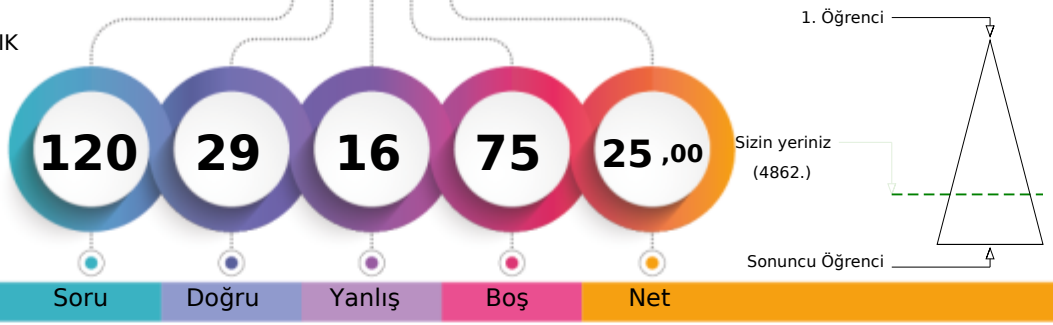 IK
120 29 16 75 25 ,00
Soru Doğru Yanlış Boş Net
1. Öğrenci
Sizin yeriniz
(4862.)
Sonuncu Öğrenci